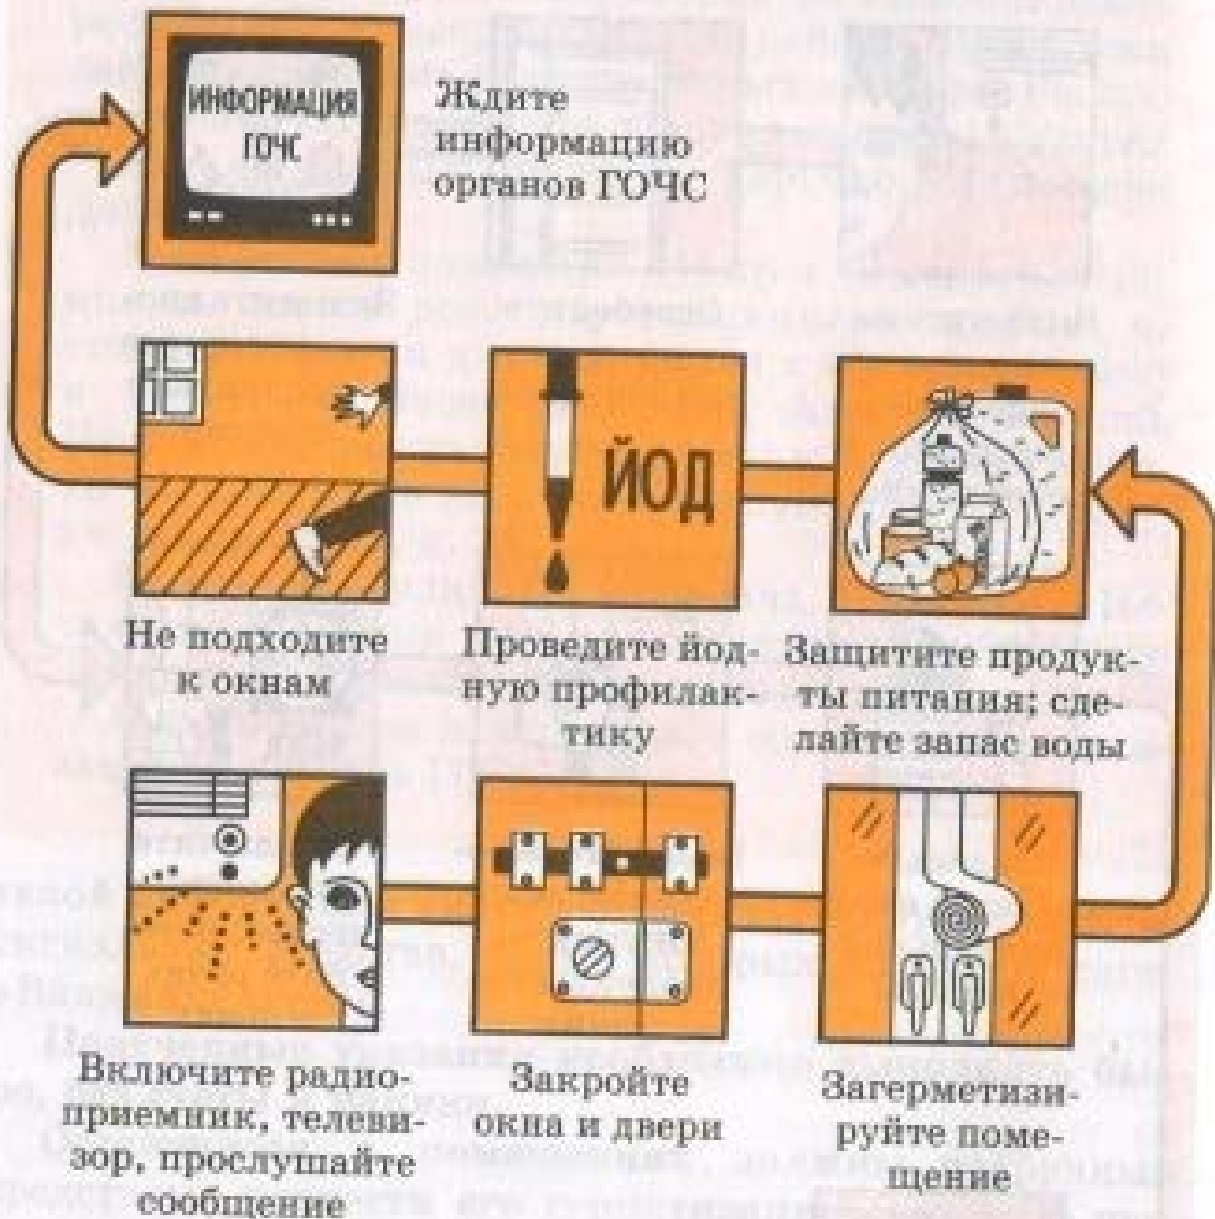 ИНФОРМАЦИЯ
ГОЧС
Ждите
информацию
органов ГОЧС
ЙОД
Не подходите
к окнам
Проведите йод-
ную профилак-
тику
Защитите продук-
ты питания; сде-
лайте запас воды
Включите радио-
приемник, телеви-
зор, прослушайте
сообщение
Закройте
окна и двери
Загерметизи-
руйте поме-
щение